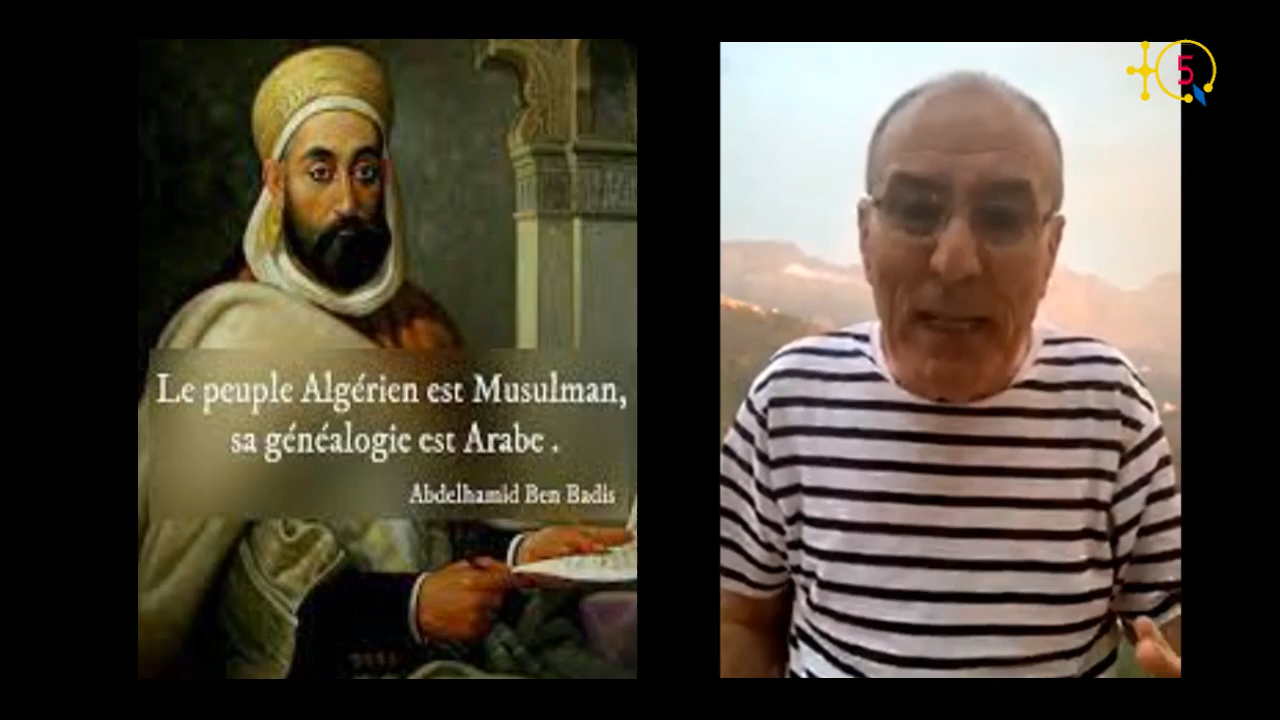 Le peuple Algérien est Musulman,
sa généalogie est Arabe .
Abdelhamid Ben Badis
5